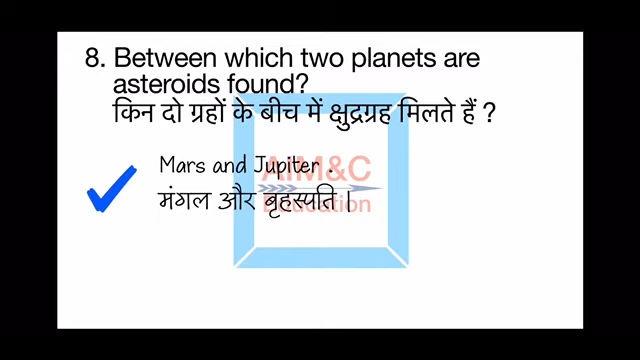 8. Between which two planets are
asteroids found?
किन दो ग्रहों के बीच में क्षुद्रग्रह मिलते हैं ?
Mars and Jupiter .
मंगल और बृहस्पति ।
AIM&C
Education